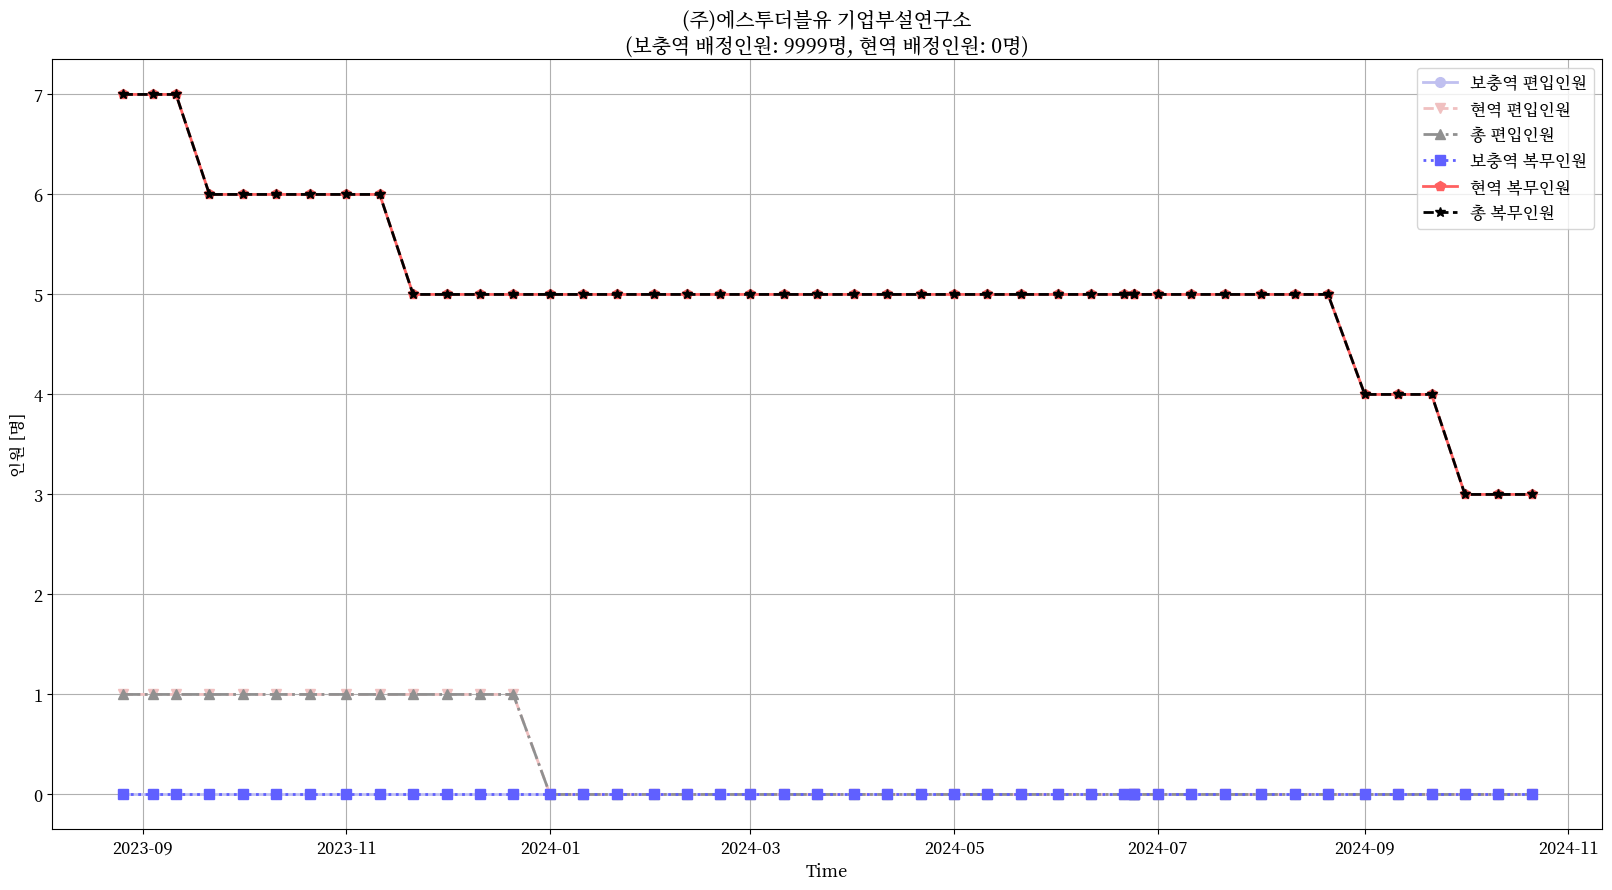 (주)에스투더블유 기업부설연구소
(보충역 배정인원: 9999명, 현역 배정인원: 0명)
보충역 편입인원
현역 편입인원
총 편입인원
보충역 복무인원
현역 복무인원
총 복무인원
인원 [명]
7
6
5
4
3
2
1
0
2023-09
2023-11
2024-01
2024-03
2024-05
2024-07
2024-09
2024-11
Time